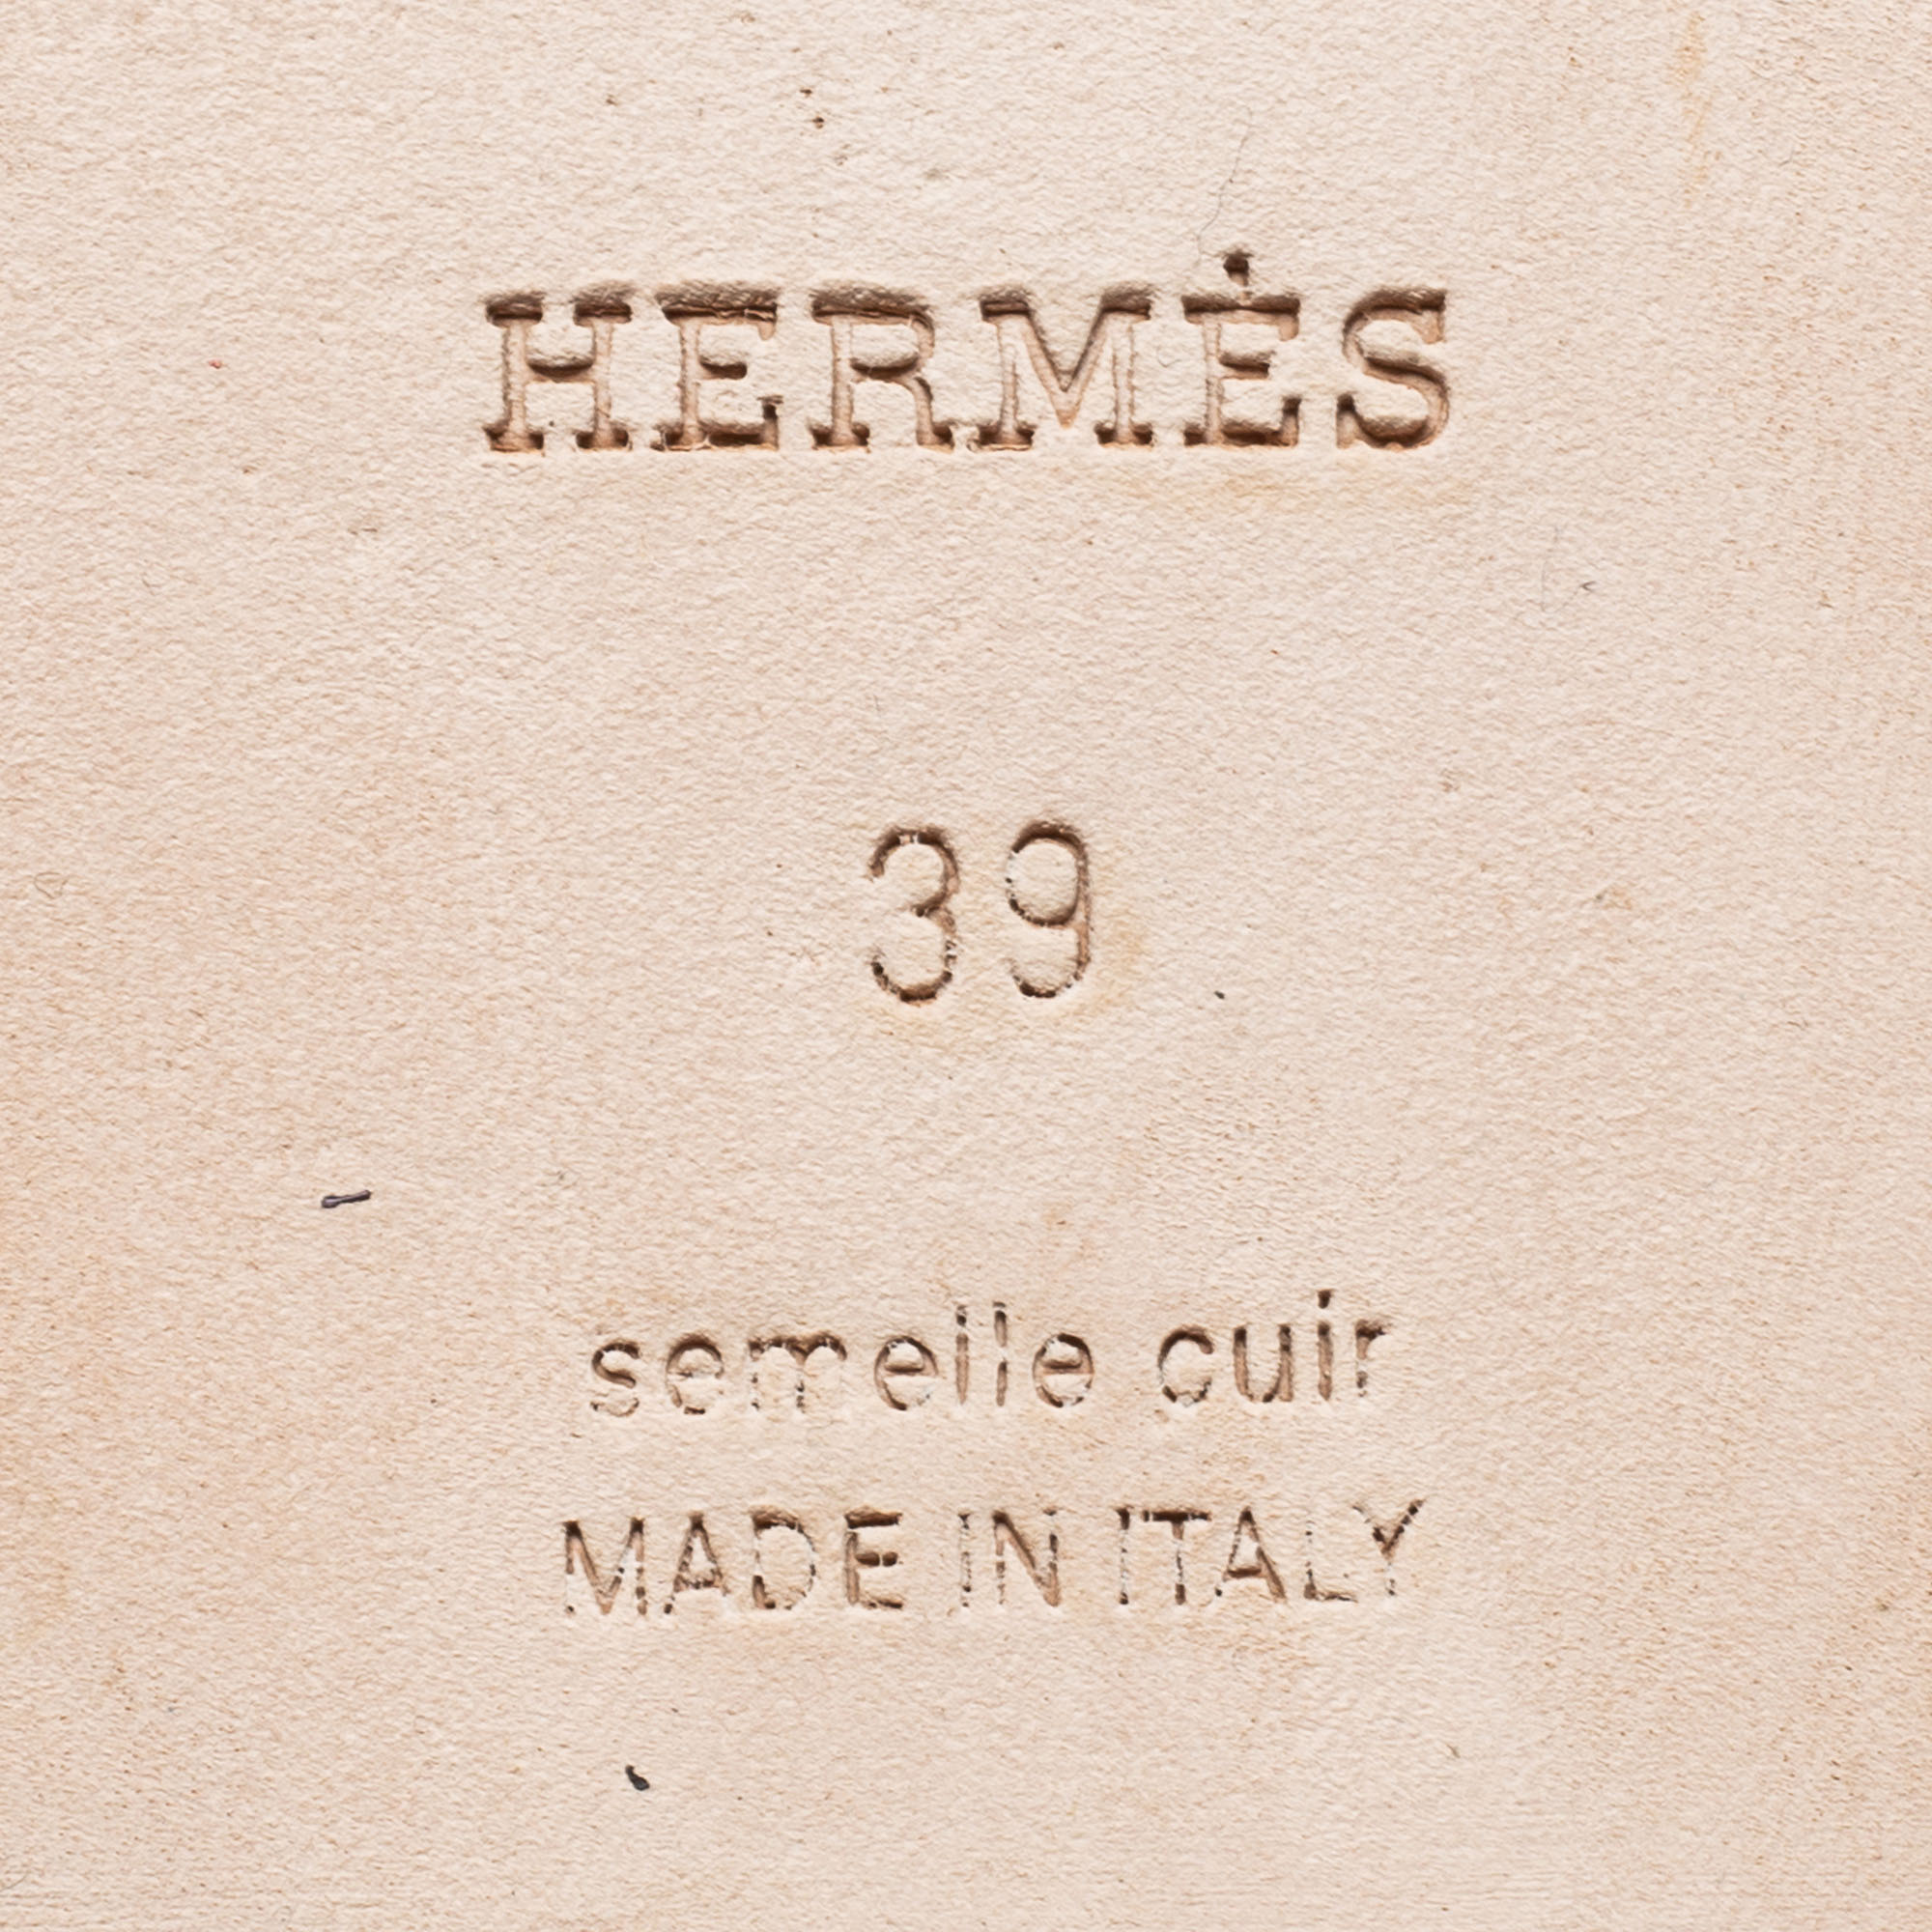 HERMÈS
39
semelle cuir
MADE IN ITALY